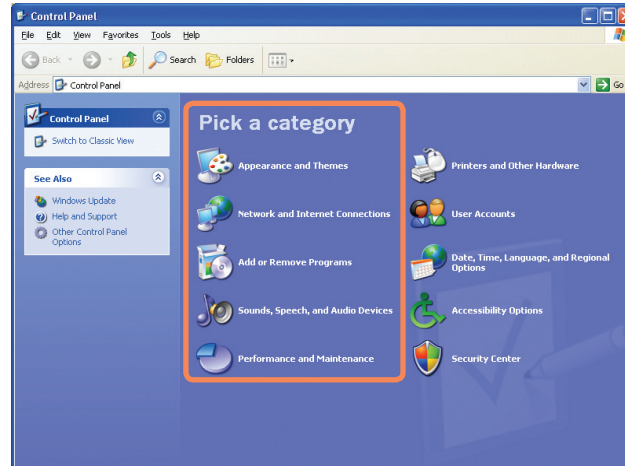 Control Panel
File Edit View Favorites Tools Help
Back Search Folders
Address Control Panel Go
Control Panel
Switch to Classic View
See Also
Windows Update
Help and Support
Other Control Panel
Options
Pick a category
Appearance and Themes
Printers and Other Hardware
Network and Internet Connections
User Accounts
Add or Remove Programs
Date, Time, Language, and Regional
Options
Sounds, Speech, and Audio Devices
Accessibility Options
Performance and Maintenance
Security Center